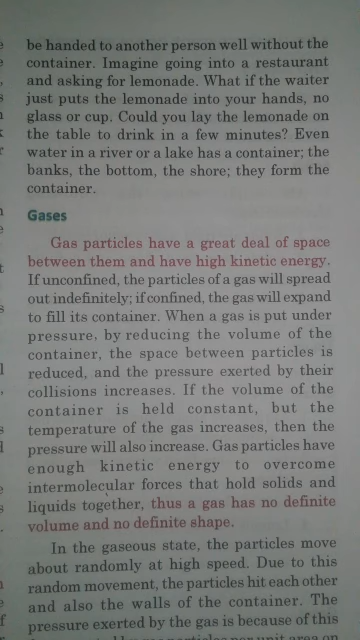 be handed to another person well without the
container. Imagine going into a restaurant
and asking for lemonade. What if the waiter
just puts the lemonade into your hands, no
glass or cup. Could you lay the lemonade on
the table to drink in a few minutes? Even
water in a river or a lake has a container; the
banks, the bottom, the shore; they form the
container.
Gases
Gas particles have a great deal of space
between them and have high kinetic energy.
If unconfined, the particles of a gas will spread
out indefinitely; if confined, the gas will expand
to fill its container. When a gas is put under
pressure, by reducing the volume of the
container, the space between particles is
reduced, and the pressure exerted by their
collisions increases. If the volume of the
container is held constant, but the
temperature of the gas increases, then the
pressure will also increase. Gas particles have
enough kinetic energy to overcome
intermolecular forces that hold solids and
liquids together, thus a gas has no definite
volume and no definite shape.
In the gaseous state, the particles move
about randomly at high speed. Due to this
random movement, the particles hit each other
and also the walls of the container. The
pressure exerted by the gas is because of this